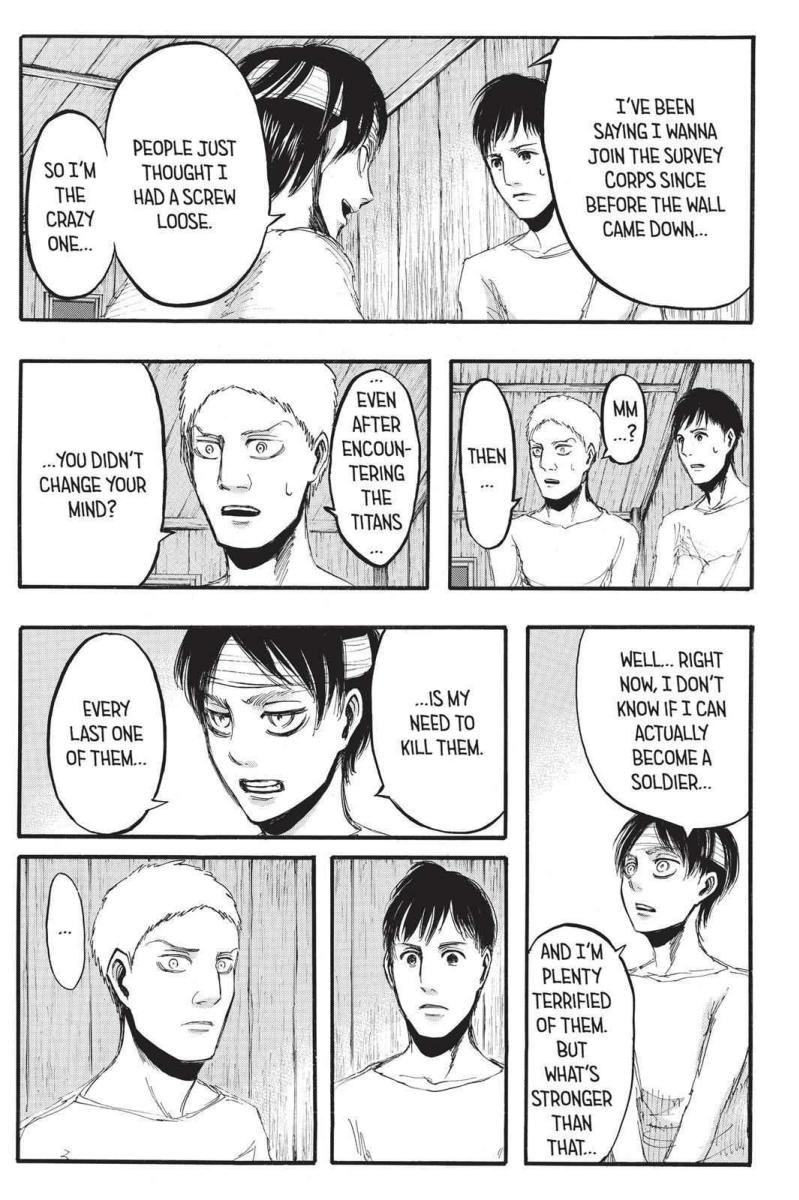 I'VE BEEN
SAYING I WANNA
JOIN THE SURVEY
CORPS SINCE
BEFORE THE WALL
CAME DOWN...
PEOPLE JUST
THOUGHT I
HAD A SCREW
LOOSE.
SO I'M
THE
CRAZY
ONE...
MM
...?
THEN
...
...
EVEN
AFTER
ENCOUN-
TERING
THE
TITANS
...
...YOU DIDN'T
CHANGE YOUR
MIND?
WELL... RIGHT
NOW, I DON'T
KNOW IF I CAN
ACTUALLY
BECOME A
SOLDIER...
AND I'M
PLENTY
TERRIFIED
OF THEM.
BUT
WHAT'S
STRONGER
THAN
THAT...
...IS MY
NEED TO
KILL THEM.
EVERY
LAST ONE
OF THEM...
...